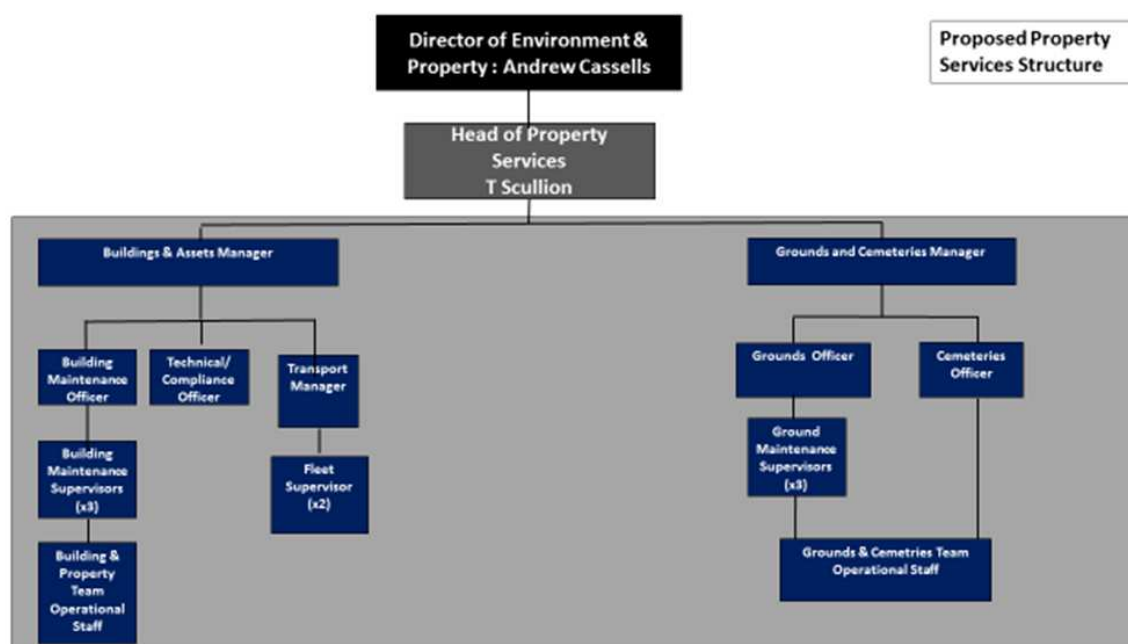 Director of Environment &
Property : Andrew Cassells
Proposed Property
Services Structure
Head of Property
Services
T Scullion
Buildings & Assets Manager
Grounds and Cemeteries Manager
Building
Maintenance
Officer
Technical/
Compliance
Officer
Transport
Manager
Grounds Officer
Cemeteries
Officer
Building
Maintenance
Supervisors
(x3)
Fleet
Supervisor
(x2)
Ground
Maintenance
Supervisors
(x3)
Building &
Property
Team
Operational
Staff
Grounds & Cemetries Team
Operational Staff